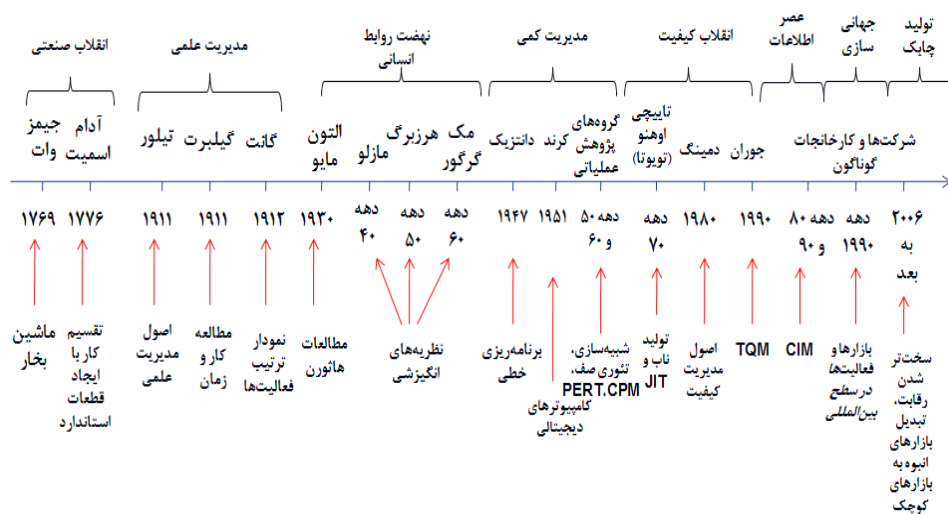 انقلاب صنعتی
مدیریت علمی
نهضت روابط
انسانی
مدیریت کمی
انقلاب کیفیت
عصر
اطلاعات
جهانی
سازی
تولید
چابک
جیمز
وات
آدام
اسمیت
تیلور
گیلبرت
گانت
التون
مایو
مازلو
هرزبرگ
مک
گرگور
دانتزیک
کرند
گروه‌های
پژوهش
عملیاتی
تاییچی
اوهنو
(تویوتا)
دمینگ
جوران
شرکت‌ها و کارخانجات
گوناگون
۱۷۶۹
۱۷۷۶
۱۹۱۱
۱۹۱۱
۱۹۱۲
۱۹۳۰
دهه
۴۰
دهه
۵۰
دهه
۶۰
۱۹۴۷
۱۹۵۱
دهه ۵۰
و ۶۰
دهه
۷۰
۱۹۸۰
۱۹۹۰
دهه ۸۰
و ۹۰
دهه
۱۹۹۰
۲۰۰۶
به
بعد
ماشین
بخار
تقسیم
کار با
ایجاد
قطعات
استاندارد
اصول
مدیریت
علمی
مطالعه
کار و
زمان
نمودار
ترتیب
فعالیت‌ها
مطالعات
هاثورن
نظریه‌های
انگیزشی
برنامه‌ریزی
خطی
کامپیوترهای
دیجیتالی
شبیه‌سازی،
تئوری صف،
PERT.CPM
تولید
ناب و
JIT
اصول
مدیریت
کیفیت
TQM
CIM
بازارها و
فعالیت‌ها
در سطح
بین‌المللی
سخت‌تر
شدن
رقابت،
تبدیل
بازارهای
انبوه به
بازارهای
کوچک